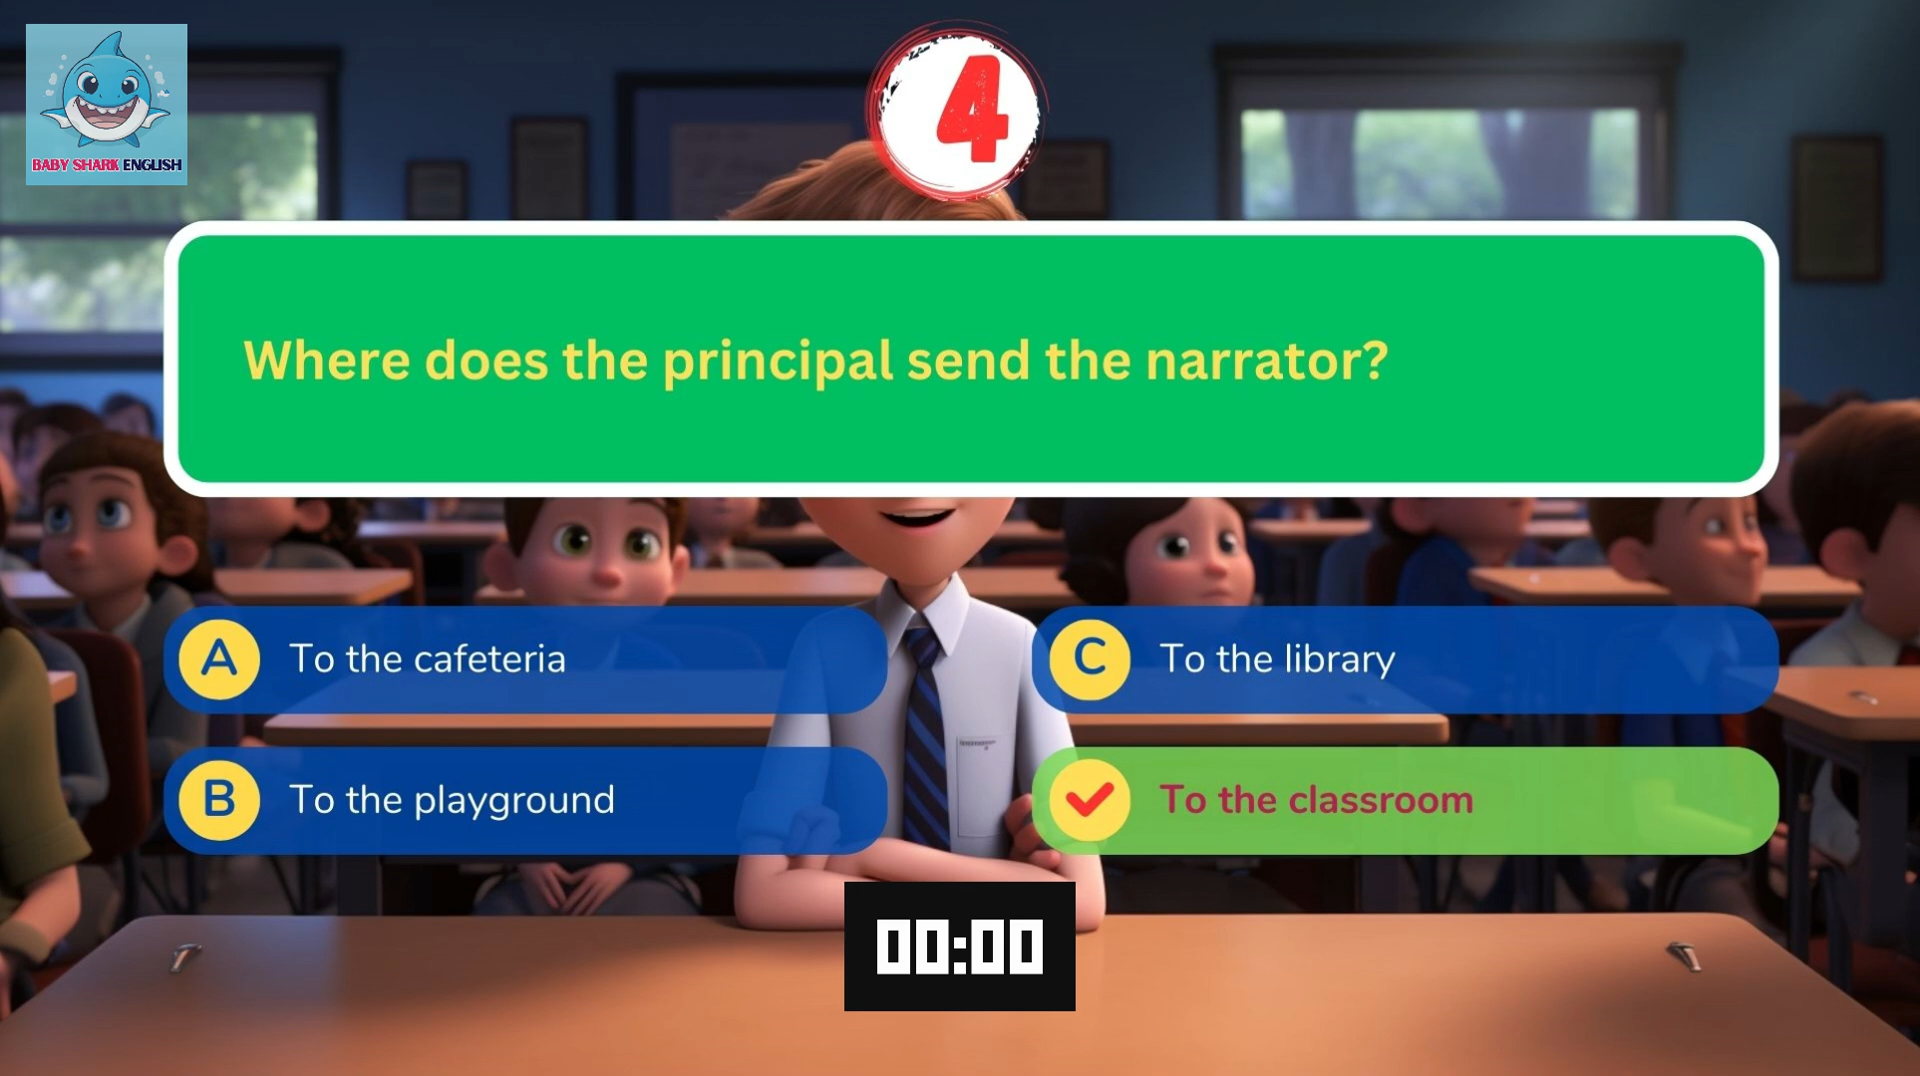 BABY SHARK ENGLISH
4
Where does the principal send the narrator?
A To the cafeteria
B To the playground
C To the library
To the classroom
00:00